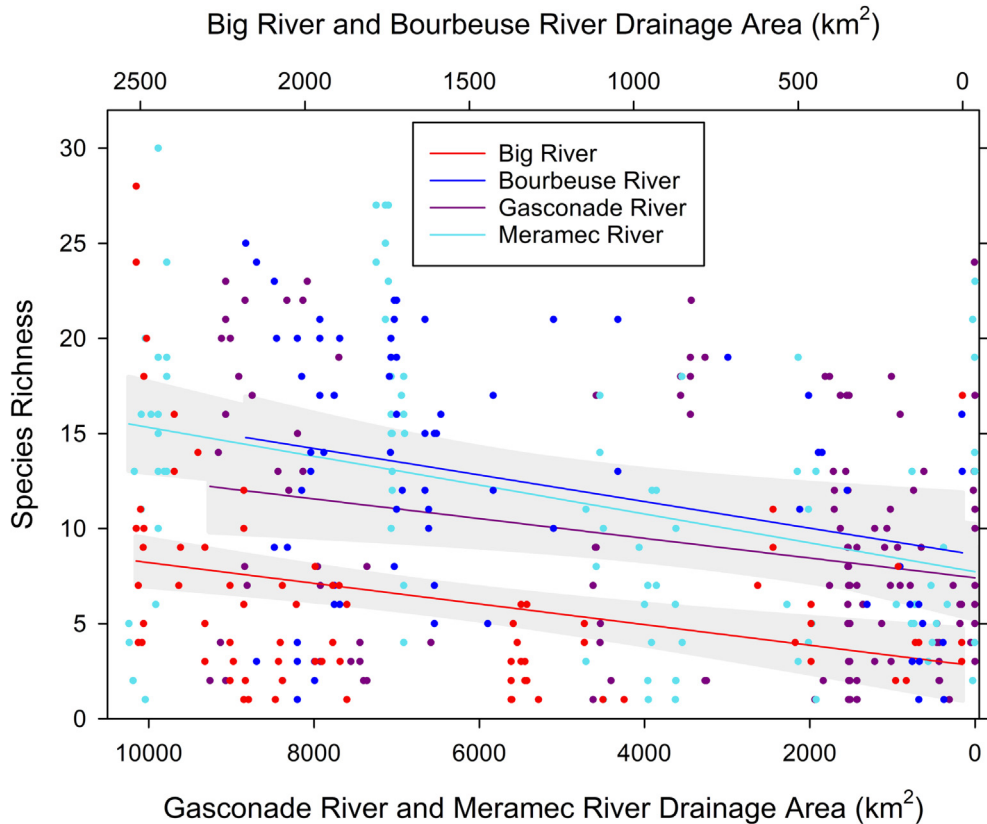 Big River and Bourbeuse River Drainage Area (km²)
2500 2000 1500 1000 500 0
Big River
Bourbeuse River
Gasconade River
Meramec River
Species Richness
30
25
20
15
10
5
0
10000 8000 6000 4000 2000 0
Gasconade River and Meramec River Drainage Area (km²)